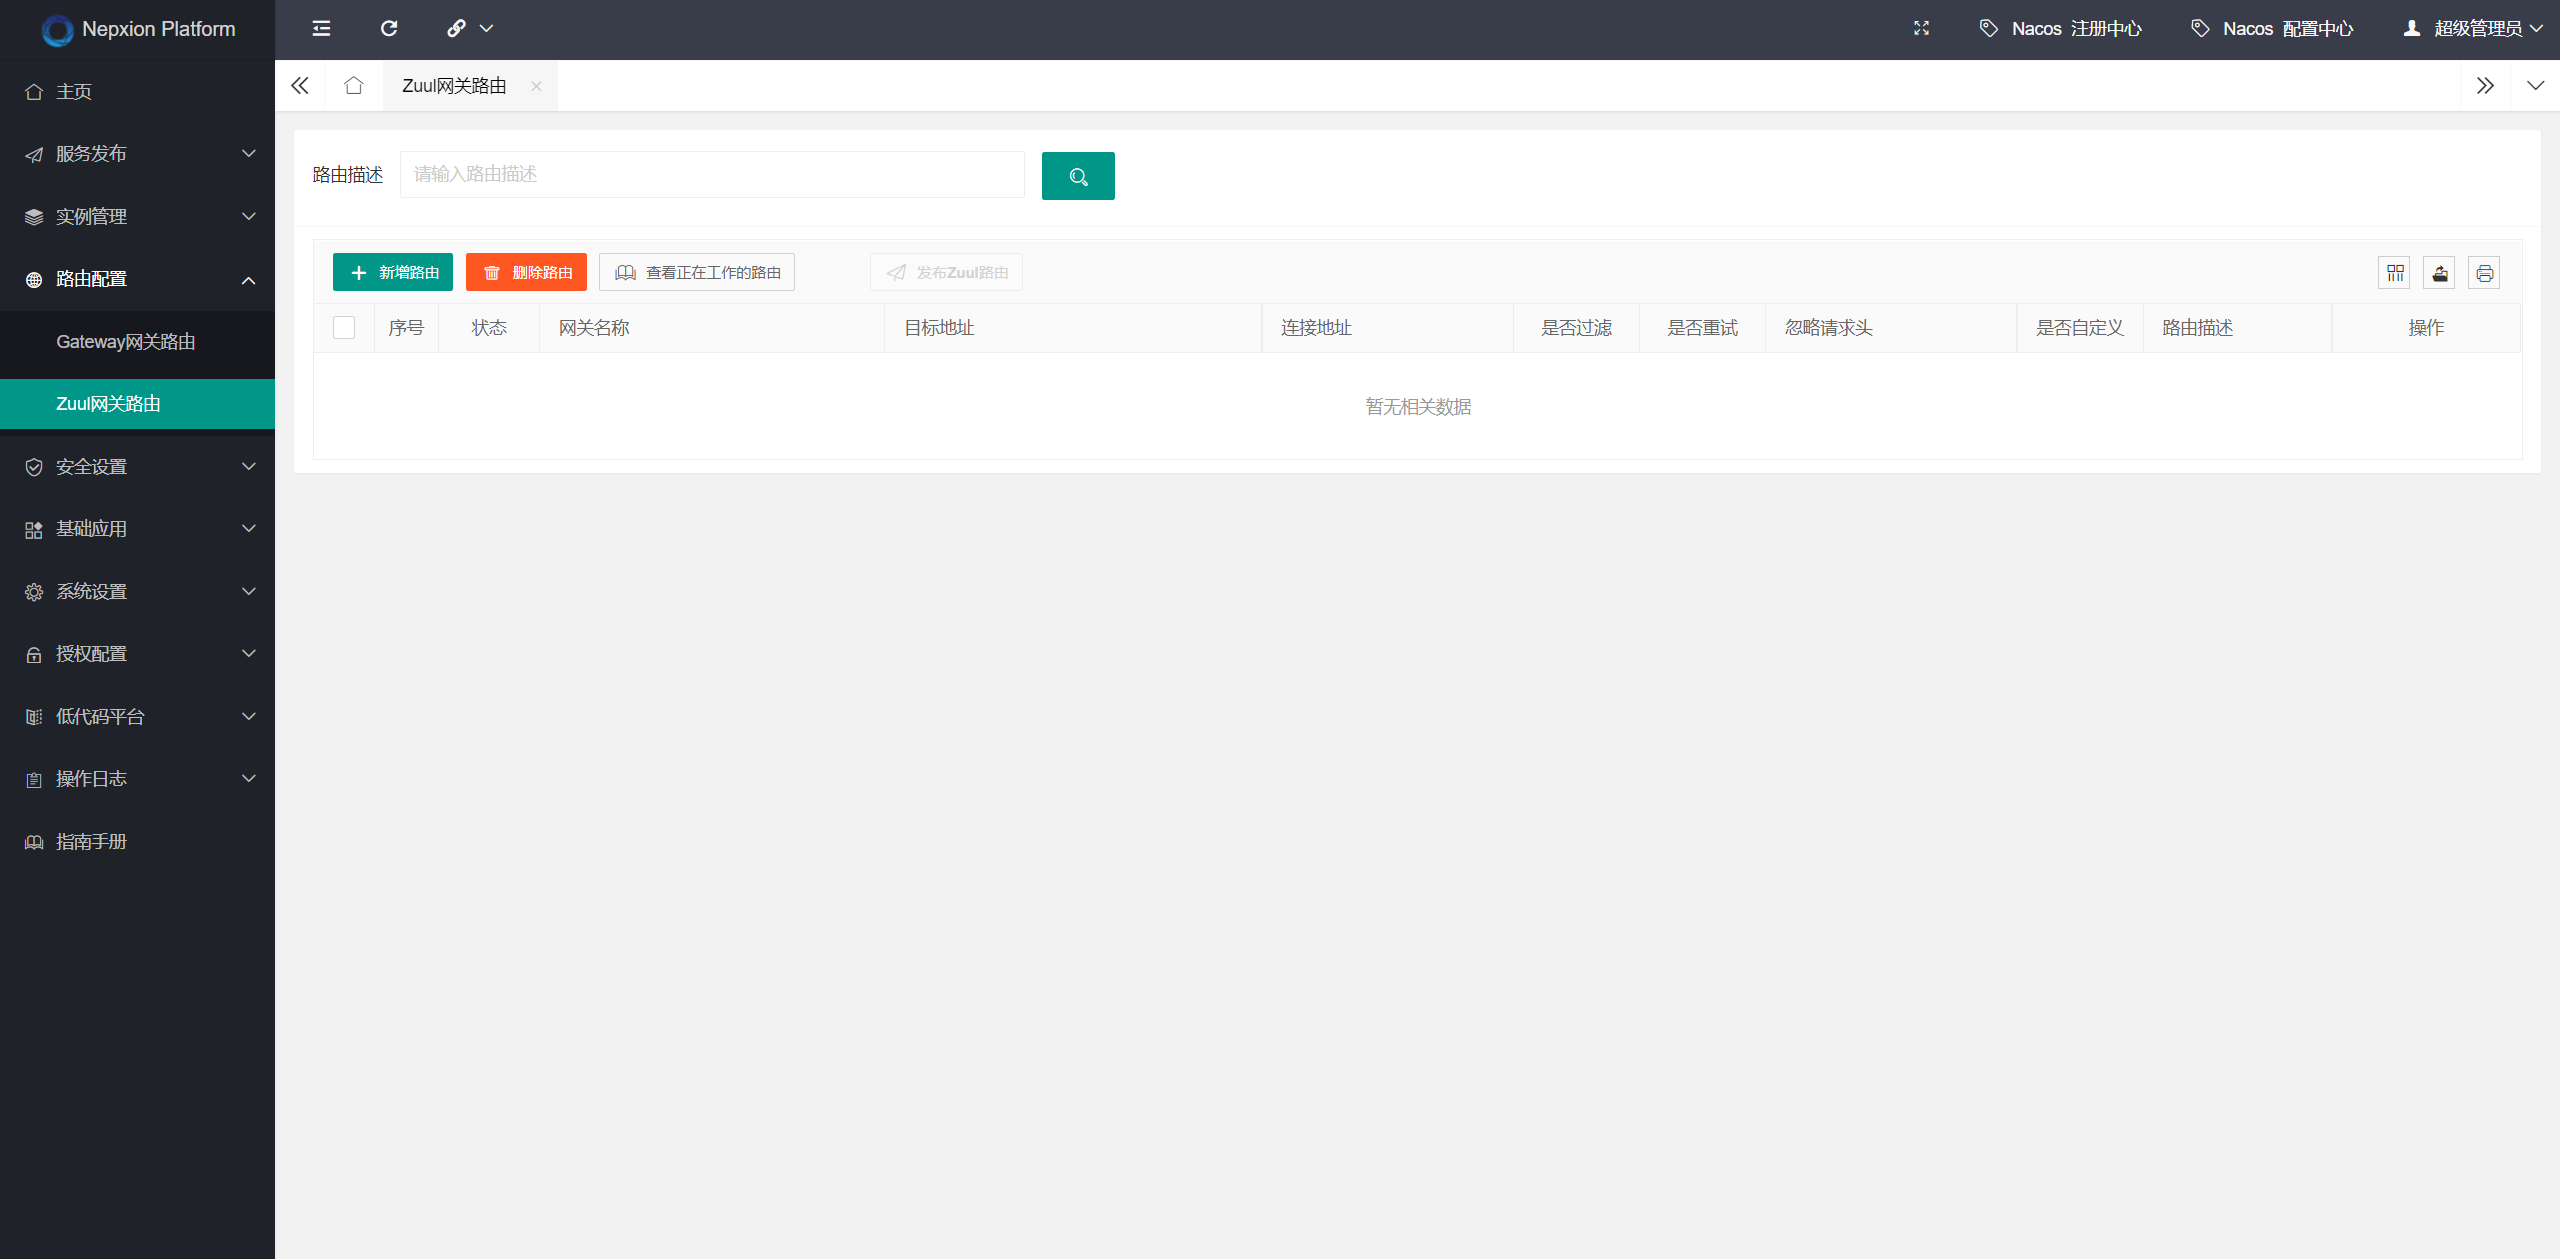 Nepxion Platform
Nacos 注册中心
Nacos 配置中心
超级管理员
主页
服务发布
实例管理
路由配置
Gateway网关路由
Zuul网关路由
安全设置
基础应用
系统设置
授权配置
低代码平台
操作日志
指南手册
Zuul网关路由
路由描述 请输入路由描述
新增路由 删除路由 查看正在工作的路由 发布Zuul路由
序号 状态 网关名称 目标地址 连接地址 是否过滤 是否重试 忽略请求头 是否自定义 路由描述 操作
暂无相关数据